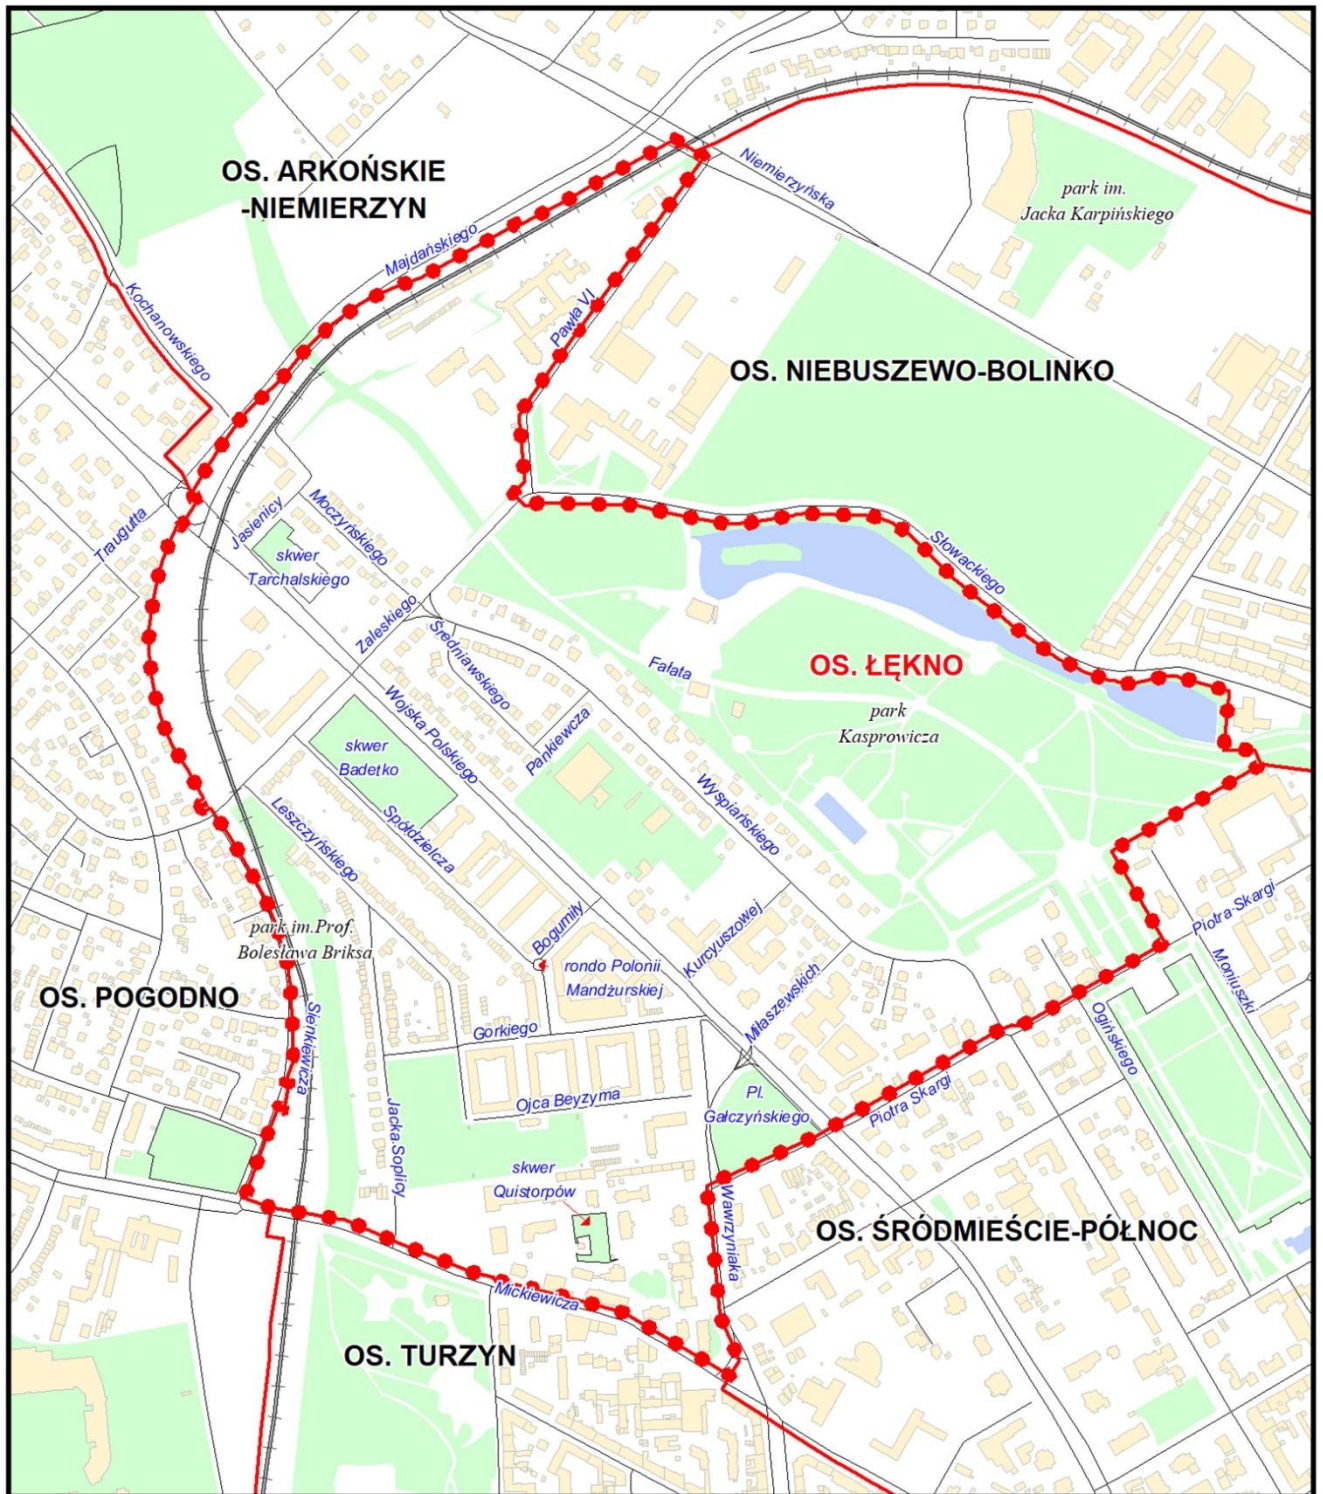 OS. ARKOŃSKIE
-NIEMIERZYN
Niemierzyńska
park im.
Jacka Karpińskiego
Majdańskiego
Kochanowskiego
Pawła VI
OS. NIEBUSZEWO-BOLINKO
Traugutta
Jasienicy
Moczyńskiego
skwer
Tarchalskiego
Słowackiego
Zaleskiego
Średniawskiego
Fałata
OS. ŁĘKNO
park
Kasprowicza
Wojska Polskiego
Pankiewcza
skwer
Badetko
Wyspiańskiego
Spółdzielcza
Leszczyńskiego
park im.Prof.
Bolesława Briksa
Bogumiły
Kurcyuszowej
Piotra Skargi
rondo Polonii
Mandżurskiej
Miłaszewskich
Moniuszki
OS. POGODNO
Sienkiewicza
Gorkiego
Ogińskiego
Ojca Beyzyma
Pl.
Gałczyńskiego
Piotra Skargi
Jacka Soplicy
skwer
Quistorpów
Wawrzyniaka
OS. ŚRÓDMIEŚCIE-PÓŁNOC
Mickiewicza
OS. TURZYN